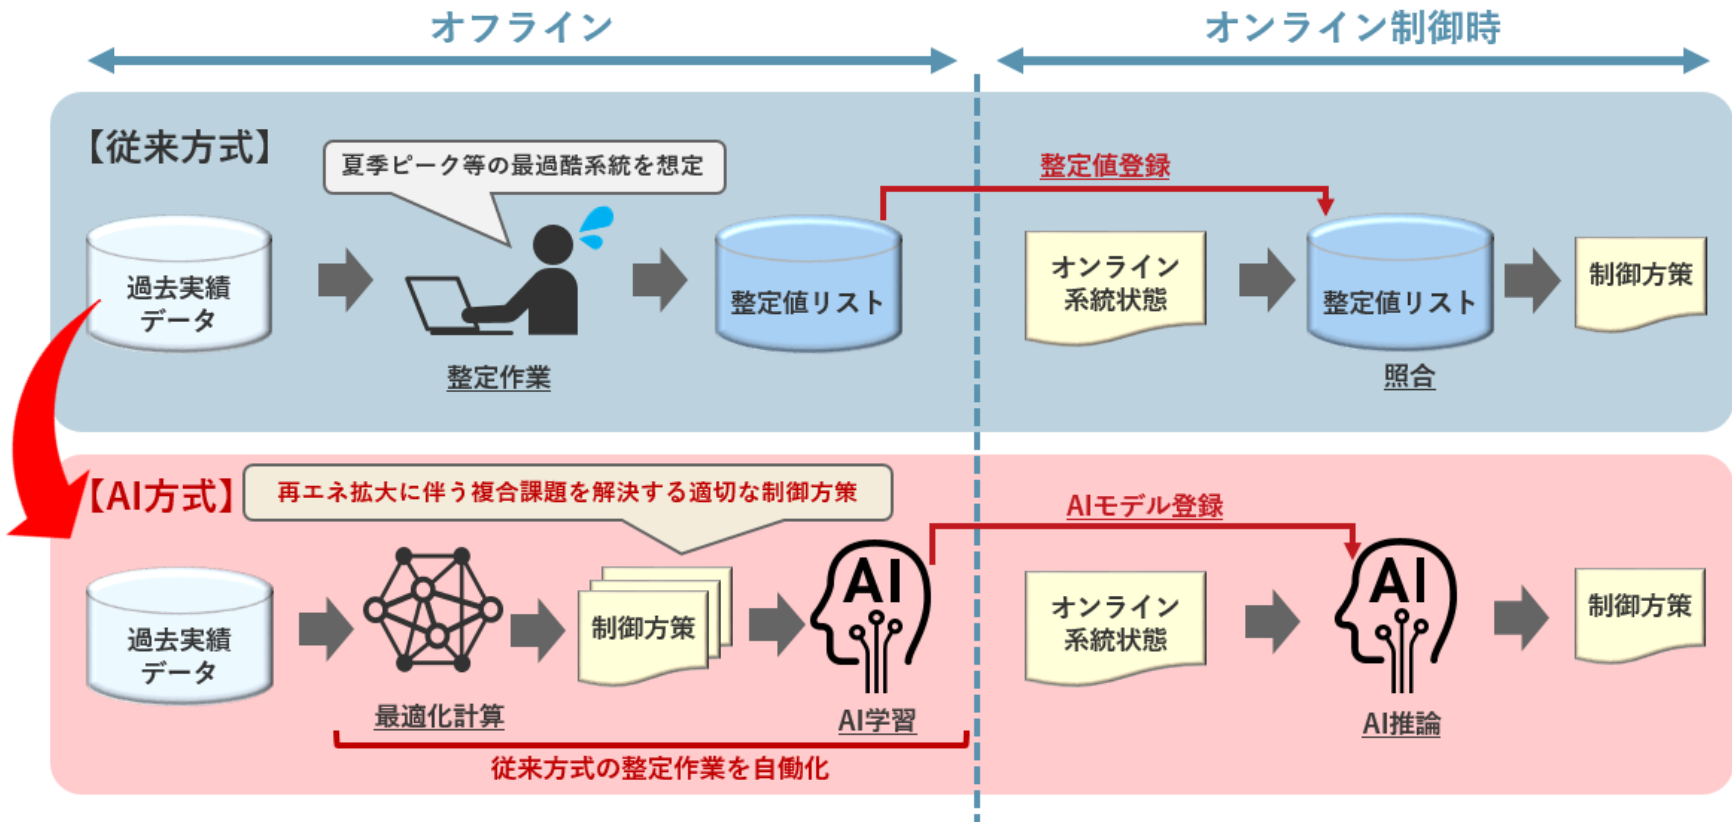 オフライン
オンライン制御時
【従来方式】
夏季ピーク等の最過酷系統を想定
整定値登録
過去実績
データ
整定作業
整定値リスト
オンライン
系統状態
整定値リスト
照合
制御方策
【AI方式】
再エネ拡大に伴う複合課題を解決する適切な制御方策
AIモデル登録
過去実績
データ
最適化計算
制御方策
AI
AI学習
従来方式の整定作業を自働化
オンライン
系統状態
AI
AI推論
制御方策